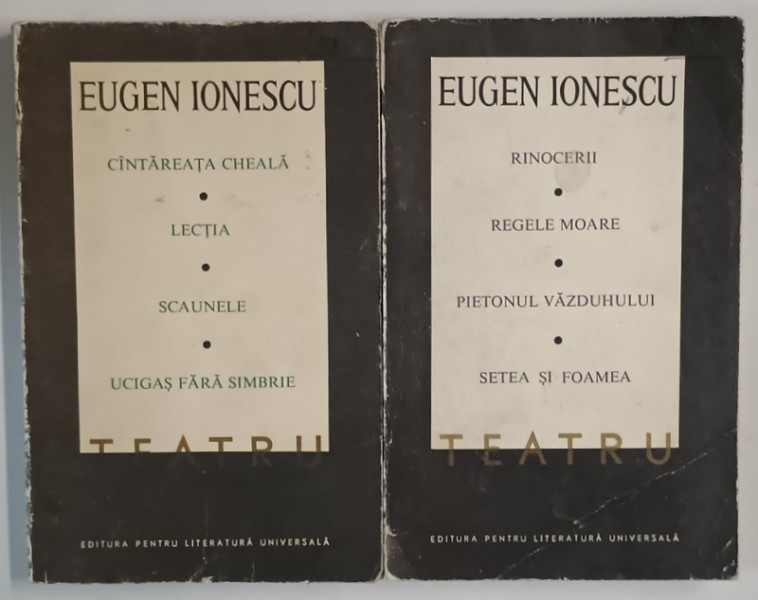 EUGEN IONESCU
CÎNTĂREAȚA CHEALĂ
LECȚIA
SCAUNELE
UCIGAȘ FĂRĂ SIMBRIE
TEATRU
EDITURA PENTRU LITERATURĂ UNIVERSALĂ
EUGEN IONESCU
RINOCERII
REGELE MOARE
PIETONUL VĂZDUHULUI
SETEA ȘI FOAMEA
TEATRU
EDITURA PENTRU LITERATURĂ UNIVERSALĂ